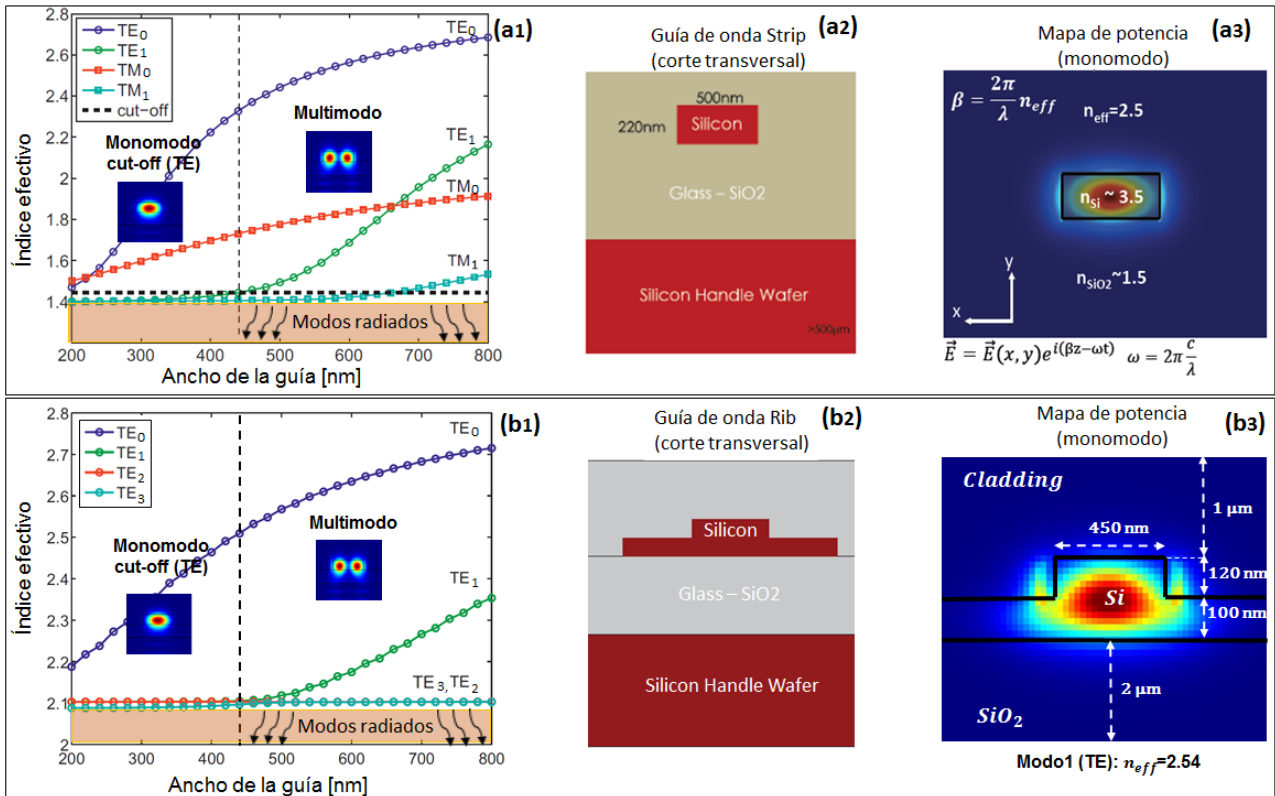 (a1)
2.8
2.6
2.4
2.2
2
1.8
1.6
1.4
Índice efectivo
TE₀
TE₁
TM₀
TM₁
cut-off
TE₀
Multimodo
Monomodo
cut-off (TE)
TE₁
TM₀
TM₁
Modos radiados
200 300 400 500 600 700 800
Ancho de la guía [nm]
(a2)
Guía de onda Strip
(corte transversal)
500nm
220nm
Silicon
Glass – SiO2
Silicon Handle Wafer
>500µm
(a3)
Mapa de potencia
(monomodo)
β = 2π/λ n_eff
n_eff=2.5
n_Si ~ 3.5
n_SiO2~1.5
y
x
E⃗ = E⃗(x, y)e^{i(βz−ωt)} ω = 2π c/λ
(b1)
2.8
2.7
2.6
2.5
2.4
2.3
2.2
2.1
2
Índice efectivo
TE₀
TE₁
TE₂
TE₃
TE₀
Multimodo
Monomodo
cut-off (TE)
TE₁
TE₃,TE₂
Modos radiados
200 300 400 500 600 700 800
Ancho de la guía [nm]
(b2)
Guía de onda Rib
(corte transversal)
Silicon
Glass – SiO2
Silicon Handle Wafer
(b3)
Mapa de potencia
(monomodo)
Cladding
1 µm
450 nm
120 nm
Si
100 nm
2 µm
SiO₂
Modo1 (TE): n_eff=2.54